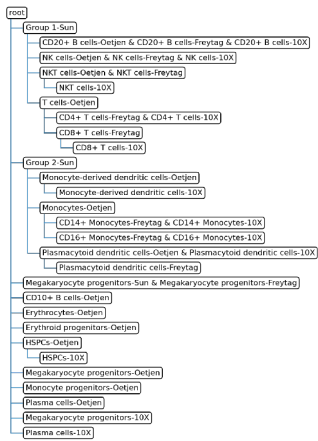 root
Group 1-Sun
CD20+ B cells-Oetjen & CD20+ B cells-Freytag & CD20+ B cells-10X
NK cells-Oetjen & NK cells-Freytag & NK cells-10X
NKT cells-Oetjen & NKT cells-Freytag
NKT cells-10X
T cells-Oetjen
CD4+ T cells-Freytag & CD4+ T cells-10X
CD8+ T cells-Freytag
CD8+ T cells-10X
Group 2-Sun
Monocyte-derived dendritic cells-Oetjen
Monocyte-derived dendritic cells-10X
Monocytes-Oetjen
CD14+ Monocytes-Freytag & CD14+ Monocytes-10X
CD16+ Monocytes-Freytag & CD16+ Monocytes-10X
Plasmacytoid dendritic cells-Oetjen & Plasmacytoid dendritic cells-10X
Plasmacytoid dendritic cells-Freytag
Megakaryocyte progenitors-Sun & Megakaryocyte progenitors-Freytag
CD10+ B cells-Oetjen
Erythrocytes-Oetjen
Erythroid progenitors-Oetjen
HSPCs-Oetjen
HSPCs-10X
Megakaryocyte progenitors-Oetjen
Monocyte progenitors-Oetjen
Plasma cells-Oetjen
Megakaryocyte progenitors-10X
Plasma cells-10X